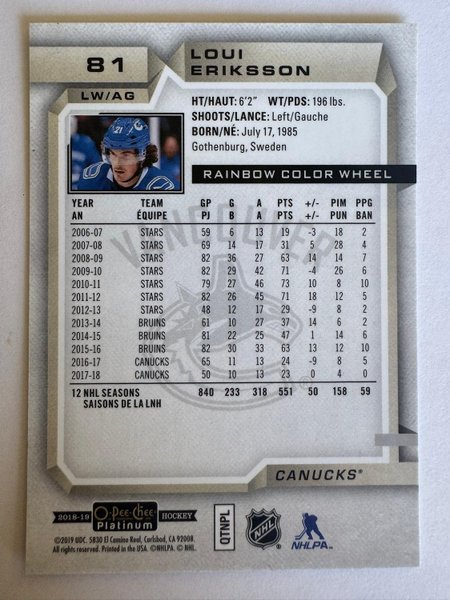 81 LOUI
ERIKSSON
LW/AG
HT/HAUT: 6'2" WT/PDS: 196 lbs.
SHOOTS/LANCE: Left/Gauche
BORN/NÉ: July 17, 1985
Gothenburg, Sweden
21
RAINBOW COLOR WHEEL
YEAR TEAM GP G A PTS +/- PIM PPG
AN ÉQUIPE PJ B A PTS +/- PUN BAN
2006-07 STARS 59 6 13 19 -3 18 2
2007-08 STARS 69 14 17 31 5 28 4
2008-09 STARS 82 36 27 63 14 14 7
2009-10 STARS 82 29 42 71 -4 26 6
2010-11 STARS 79 27 46 73 10 8 10
2011-12 STARS 82 26 45 71 18 12 5
2012-13 STARS 48 12 17 29 -9 8 2
2013-14 BRUINS 61 10 27 37 14 6 2
2014-15 BRUINS 81 22 25 47 1 14 6
2015-16 BRUINS 82 30 33 63 13 12 10
2016-17 CANUCKS 65 11 13 24 -9 8 5
2017-18 CANUCKS 50 10 13 23 0 4 0
12 NHL SEASONS 840 233 318 551 50 158 59
SAISONS DE LA LNH
VANCOUVER
CANUCKS®
2018-19 O-Pee-Chee Platinum HOCKEY
QTNPL
NHL
NHLPA
©2019 UDC. 5830 El Camino Real, Carlsbad, CA 92008.
All rights reserved. Printed in the USA. ©NHLPA. © NHL.